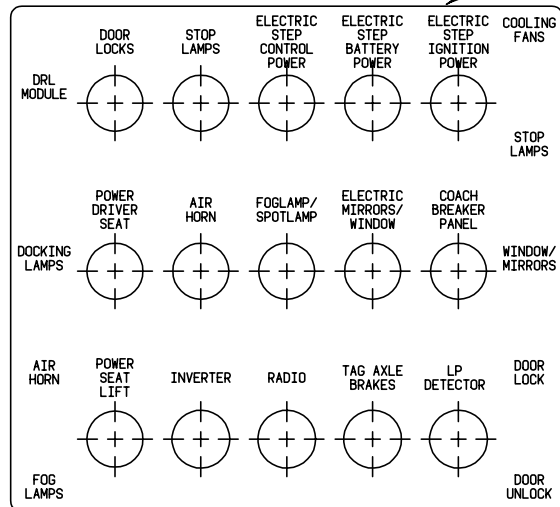 DOOR
LOCKS
STOP
LAMPS
ELECTRIC
STEP
CONTROL
POWER
ELECTRIC
STEP
BATTERY
POWER
ELECTRIC
STEP
IGNITION
POWER
COOLING
FANS
DRL
MODULE
STOP
LAMPS
POWER
DRIVER
SEAT
AIR
HORN
FOGLAMP/
SPOTLAMP
ELECTRIC
MIRRORS/
WINDOW
COACH
BREAKER
PANEL
DOCKING
LAMPS
WINDOW/
MIRRORS
AIR
HORN
POWER
SEAT
LIFT
INVERTER
RADIO
TAG AXLE
BRAKES
LP
DETECTOR
DOOR
LOCK
FOG
LAMPS
DOOR
UNLOCK